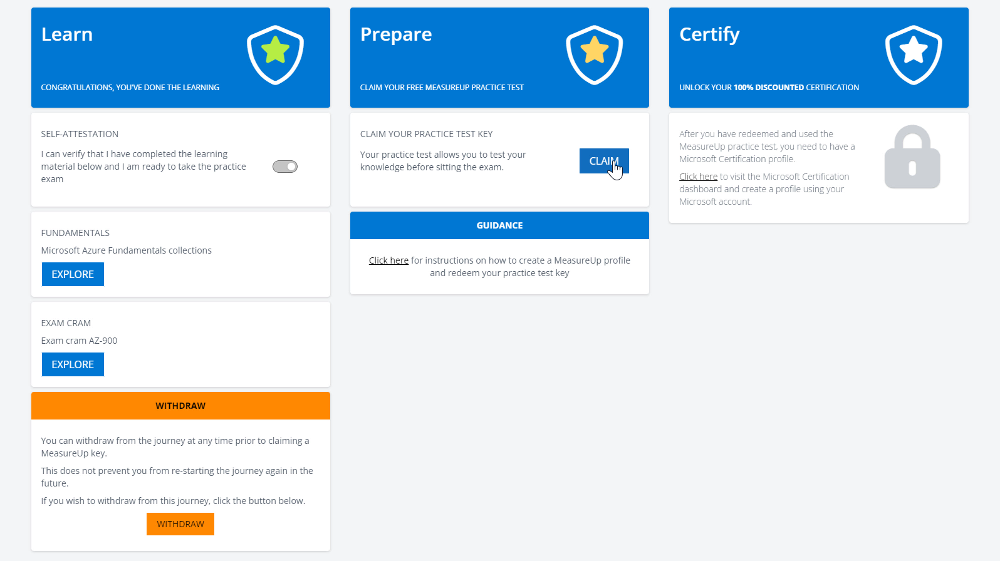 Learn
CONGRATULATIONS, YOU'VE DONE THE LEARNING
SELF-ATTESTATION
I can verify that I have completed the learning
material below and I am ready to take the practice
exam
FUNDAMENTALS
Microsoft Azure Fundamentals collections
EXPLORE
EXAM CRAM
Exam cram AZ-900
EXPLORE
WITHDRAW
You can withdraw from the journey at any time prior to claiming a
MeasureUp key.
This does not prevent you from re-starting the journey again in the
future.
If you wish to withdraw from this journey, click the button below.
WITHDRAW
Prepare
CLAIM YOUR FREE MEASUREUP PRACTICE TEST
CLAIM YOUR PRACTICE TEST KEY
Your practice test allows you to test your
knowledge before sitting the exam.
CLAIM
GUIDANCE
Click here for instructions on how to create a MeasureUp profile
and redeem your practice test key
Certify
UNLOCK YOUR 100% DISCOUNTED CERTIFICATION
After you have redeemed and used the
MeasureUp practice test, you need to have a
Microsoft Certification profile.
Click here to visit the Microsoft Certification
dashboard and create a profile using your
Microsoft account.